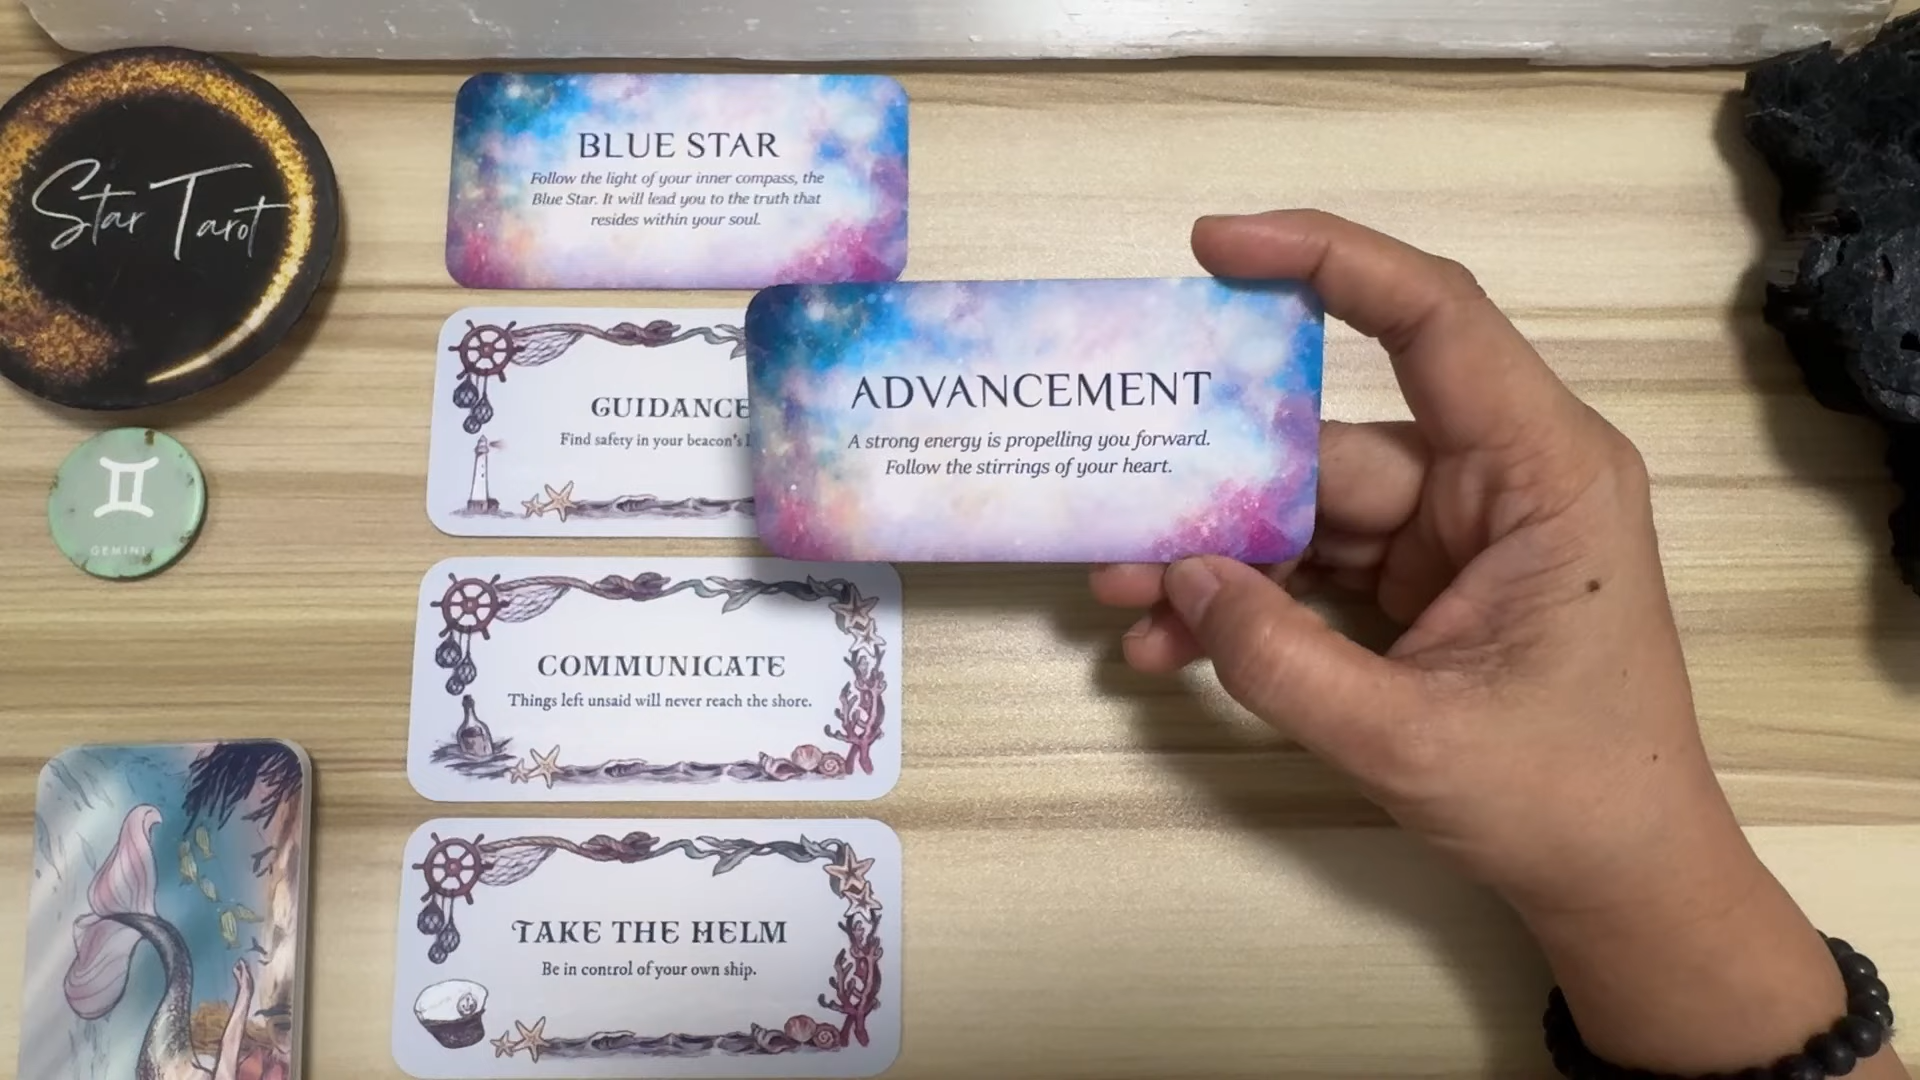 Star Tarot
GEMINI
BLUE STAR
Follow the light of your inner compass, the
Blue Star. It will lead you to the truth that
resides within your soul.
GUIDANCE
Find safety in your beacon's
ADVANCEMENT
A strong energy is propelling you forward.
Follow the stirrings of your heart.
COMMUNICATE
Things left unsaid will never reach the shore.
TAKE THE HELM
Be in control of your own ship.